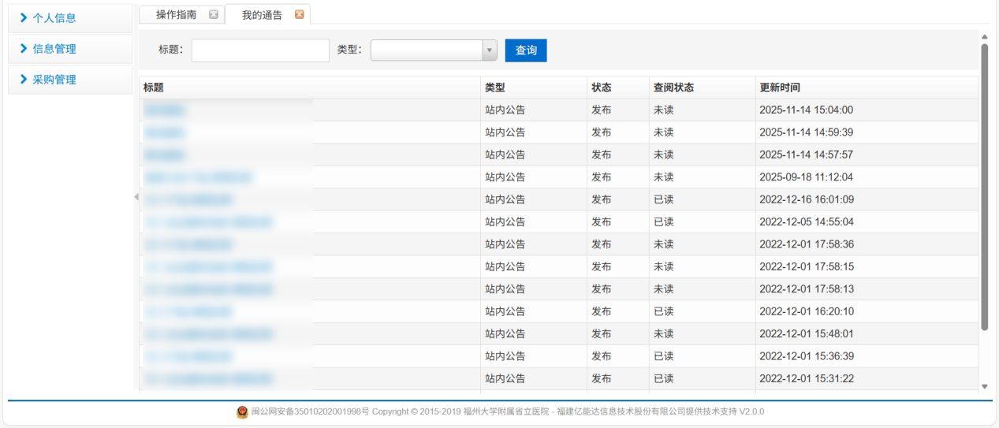 个人信息
信息管理
采购管理
操作指南 我的通告
标题： 类型： 查询
标题 类型 状态 查阅状态 更新时间
站内公告 发布 未读 2025-11-14 15:04:00
站内公告 发布 未读 2025-11-14 14:59:39
站内公告 发布 未读 2025-11-14 14:57:57
站内公告 发布 未读 2025-09-18 11:12:04
站内公告 发布 已读 2022-12-16 16:01:09
站内公告 发布 已读 2022-12-05 14:55:04
站内公告 发布 未读 2022-12-01 17:58:36
站内公告 发布 未读 2022-12-01 17:58:15
站内公告 发布 未读 2022-12-01 17:58:13
站内公告 发布 已读 2022-12-01 16:20:10
站内公告 发布 未读 2022-12-01 15:48:01
站内公告 发布 已读 2022-12-01 15:36:39
站内公告 发布 已读 2022-12-01 15:31:22
闽公网安备35010202001998号 Copyright © 2015-2019 福州大学附属省立医院 - 福建亿能达信息技术股份有限公司提供技术支持 V2.0.0